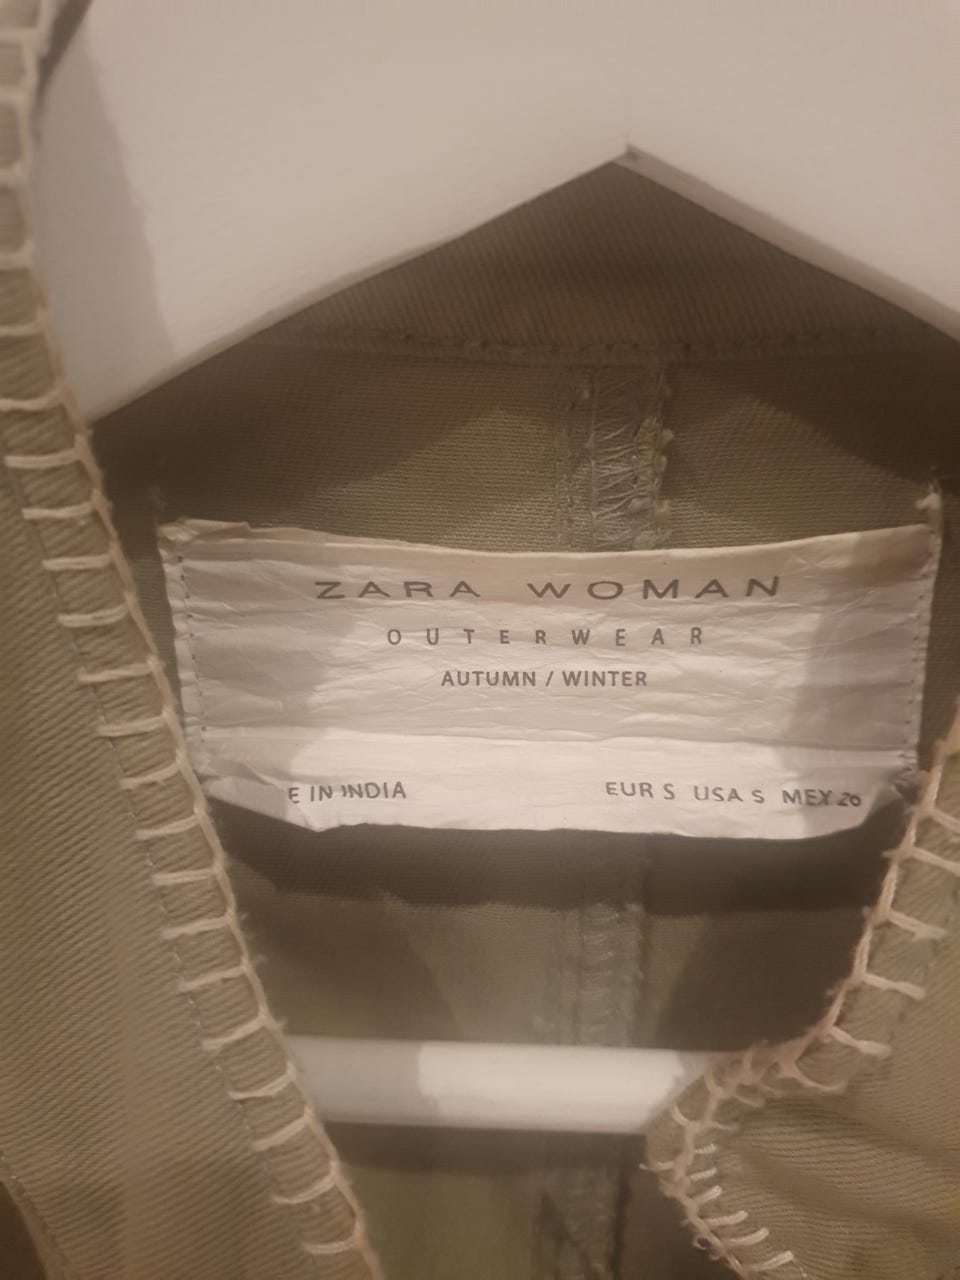 ZARA WOMAN
OUTERWEAR
AUTUMN / WINTER
E IN INDIA EUR S USA S MEX 26